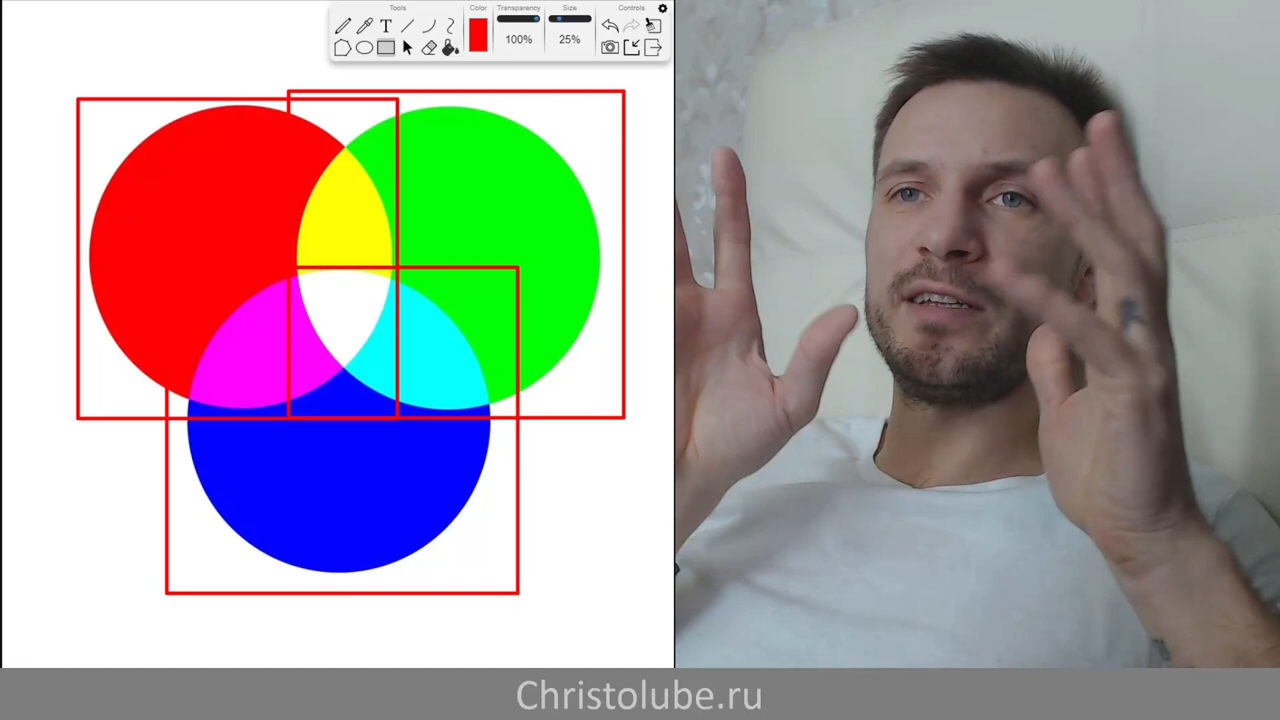 Tools
Color
Transparency
Size
Controls
T
100%
25%
Christolube.ru